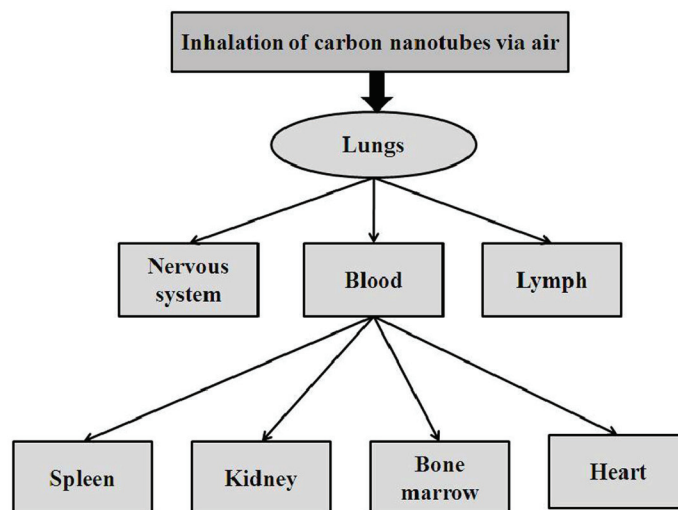 Inhalation of carbon nanotubes via air
Lungs
Nervous
system
Blood
Lymph
Spleen
Kidney
Bone
marrow
Heart